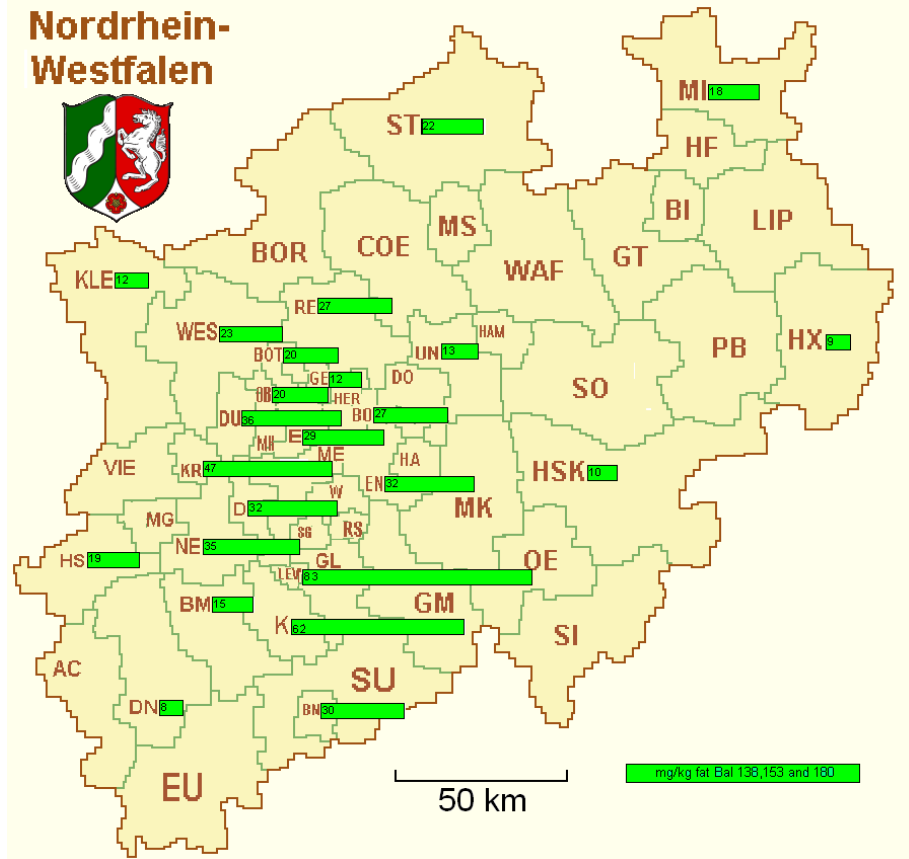 Nordrhein-
Westfalen
MI 18
ST 22
HF
BI
LIP
MS
BOR
COE
GT
WAF
KLE 12
RE 27
WES 23
HAM
UN 13
HX 9
PB
BOT 20
GE 12
DO
SO
OB 20
HER
DU 36
BO 27
E 29
MH
ME
HA
VIE
KR 47
HSK 10
EN 32
W
D 32
MK
MG
SG
RS
NE 35
HS 19
GL
OE
LEV 83
BM 15
GM
K 62
SI
AC
SU
DN 8
BN 30
mg/kg fat Bal 138,153 and 180
EU
50 km